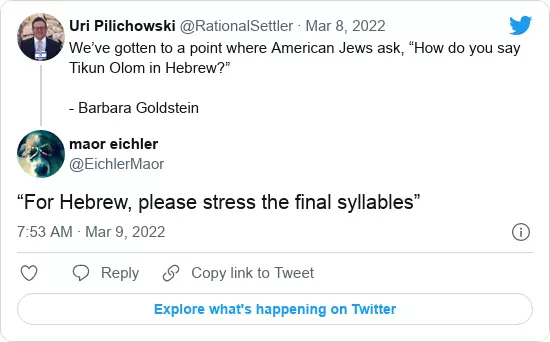 Uri Pilichowski @RationalSettler · Mar 8, 2022
We’ve gotten to a point where American Jews ask, “How do you say
Tikun Olom in Hebrew?”
- Barbara Goldstein
maor eichler
@EichlerMaor
“For Hebrew, please stress the final syllables”
7:53 AM · Mar 9, 2022
Reply
Copy link to Tweet
Explore what's happening on Twitter